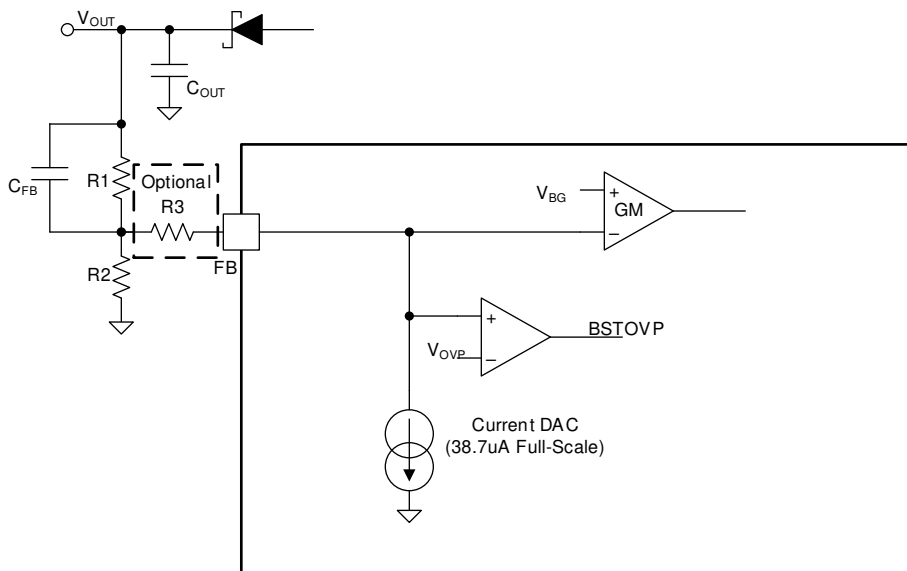 VOUT
COUT
CFB
R1
Optional
R3
FB
R2
VBG
+
GM
−
+
VOVP
−
BSTOVP
Current DAC
(38.7uA Full-Scale)